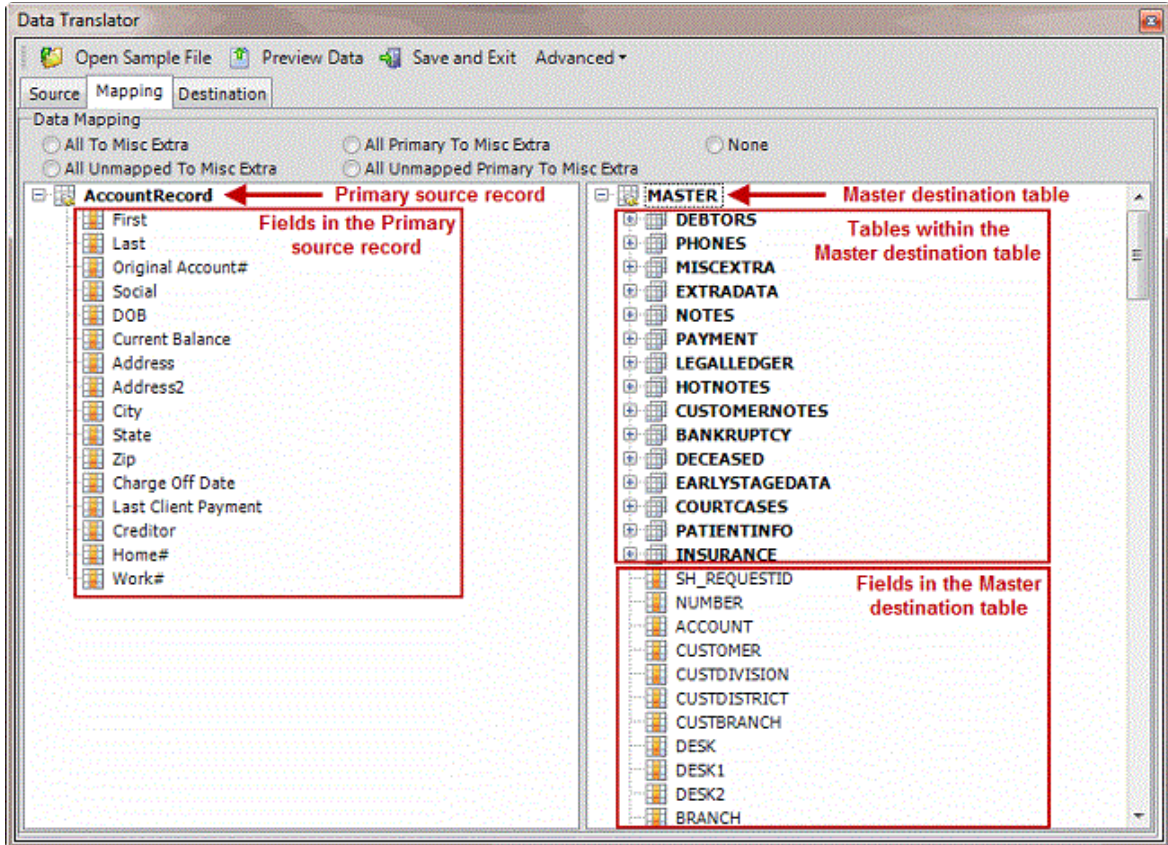 Data Translator
Open Sample File Preview Data Save and Exit Advanced
Source Mapping Destination
Data Mapping
All To Misc Extra All Primary To Misc Extra None
All Unmapped To Misc Extra All Unmapped Primary To Misc Extra
AccountRecord Primary source record
Fields in the Primary
source record
First
Last
Original Account#
Social
DOB
Current Balance
Address
Address2
City
State
Zip
Charge Off Date
Last Client Payment
Creditor
Home#
Work#
MASTER Master destination table
Tables within the
Master destination table
DEBTORS
PHONES
MISCEXTRA
EXTRADATA
NOTES
PAYMENT
LEGALLEDGER
HOTNOTES
CUSTOMERNOTES
BANKRUPTCY
DECEASED
EARLYSTAGEDATA
COURTCASES
PATIENTINFO
INSURANCE
Fields in the Master
destination table
SH_REQUESTID
NUMBER
ACCOUNT
CUSTOMER
CUSTDIVISION
CUSTDISTRICT
CUSTBRANCH
DESK
DESK1
DESK2
BRANCH